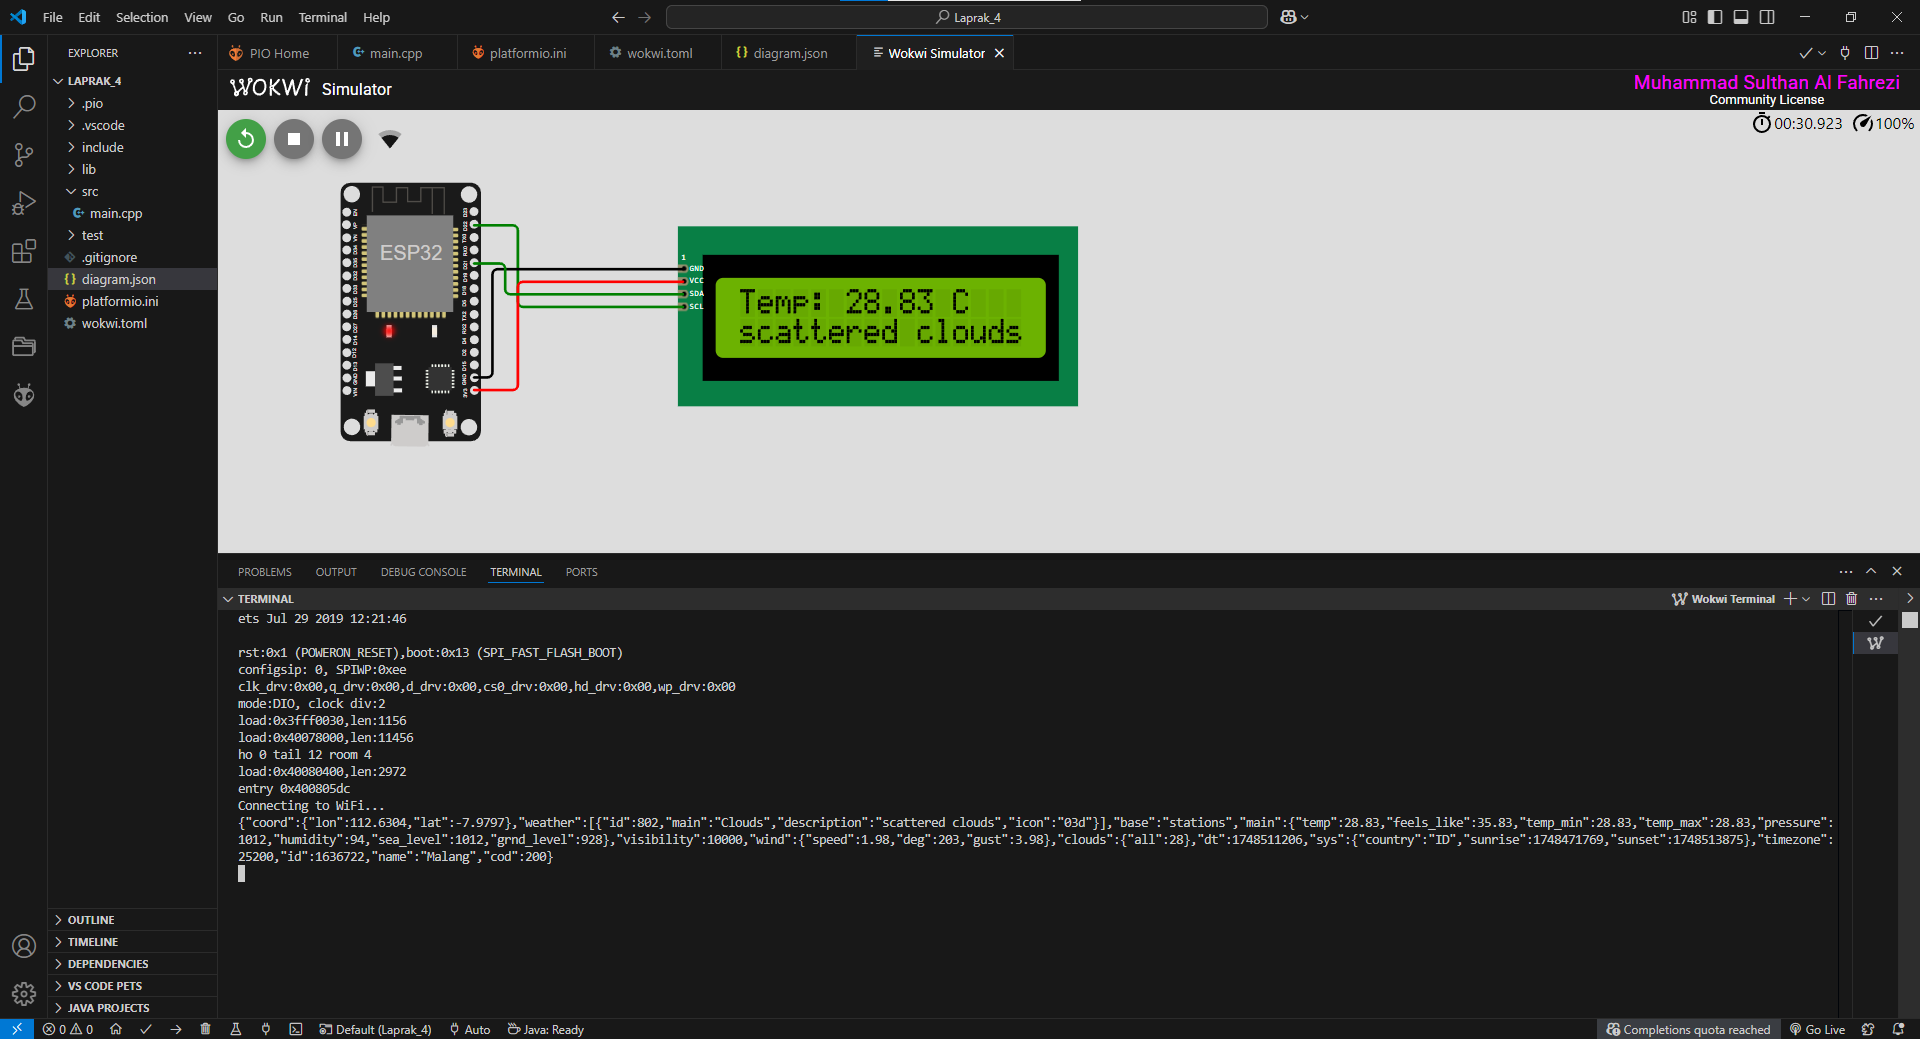 File Edit Selection View Go Run Terminal Help
Laprak_4
EXPLORER
PIO Home
main.cpp
platformio.ini
wokwi.toml
diagram.json
Wokwi Simulator
LAPRAK_4
.pio
.vscode
include
lib
src
main.cpp
test
.gitignore
diagram.json
platformio.ini
wokwi.toml
WOKWi Simulator
Muhammad Sulthan Al Fahrezi
Community License
00:30.923 100%
ESP32
1
GND
VCC
SDA
SCL
Temp: 28.83 C
scattered clouds
PROBLEMS OUTPUT DEBUG CONSOLE TERMINAL PORTS
TERMINAL
Wokwi Terminal
ets Jul 29 2019 12:21:46
rst:0x1 (POWERON_RESET),boot:0x13 (SPI_FAST_FLASH_BOOT)
configsip: 0, SPIWP:0xee
clk_drv:0x00,q_drv:0x00,d_drv:0x00,cs0_drv:0x00,hd_drv:0x00,wp_drv:0x00
mode:DIO, clock div:2
load:0x3fff0030,len:1156
load:0x40078000,len:11456
ho 0 tail 12 room 4
load:0x40080400,len:2972
entry 0x400805dc
Connecting to WiFi...
{"coord":{"lon":112.6304,"lat":-7.9797},"weather":[{"id":802,"main":"Clouds","description":"scattered clouds","icon":"03d"}],"base":"stations","main":{"temp":28.83,"feels_like":35.83,"temp_min":28.83,"temp_max":28.83,"pressure":
1012,"humidity":94,"sea_level":1012,"grnd_level":928},"visibility":10000,"wind":{"speed":1.98,"deg":203,"gust":3.98},"clouds":{"all":28},"dt":1748511206,"sys":{"country":"ID","sunrise":1748471769,"sunset":1748513875},"timezone":
25200,"id":1636722,"name":"Malang","cod":200}
OUTLINE
TIMELINE
DEPENDENCIES
VS CODE PETS
JAVA PROJECTS
0 0 Default (Laprak_4) Auto Java: Ready Completions quota reached Go Live